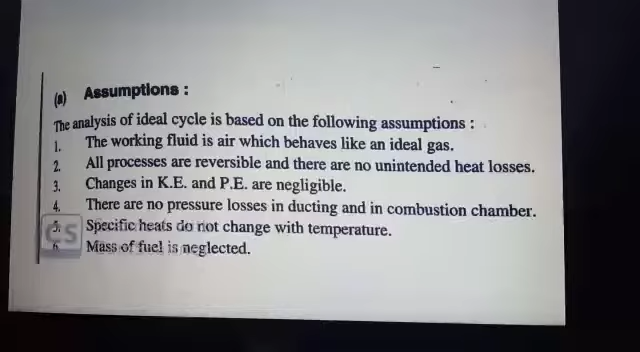 (a) Assumptions :
The analysis of ideal cycle is based on the following assumptions :
1. The working fluid is air which behaves like an ideal gas.
2. All processes are reversible and there are no unintended heat losses.
3. Changes in K.E. and P.E. are negligible.
4. There are no pressure losses in ducting and in combustion chamber.
5. Specific heats do not change with temperature.
6. Mass of fuel is neglected.
CS